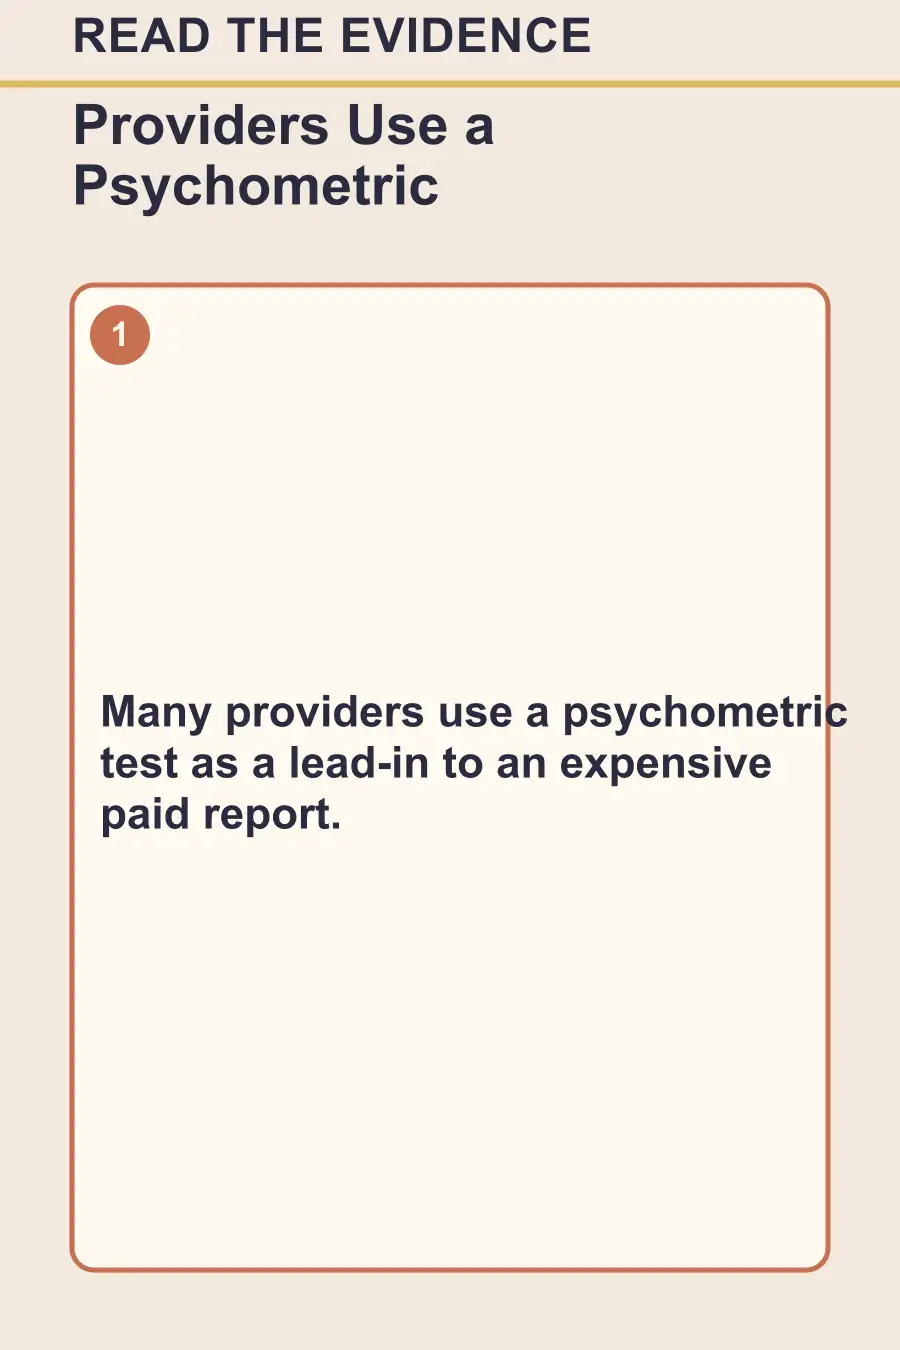 READ THE EVIDENCE
Providers Use a
Psychometric
1
Many providers use a psychometric
test as a lead-in to an expensive
paid report.